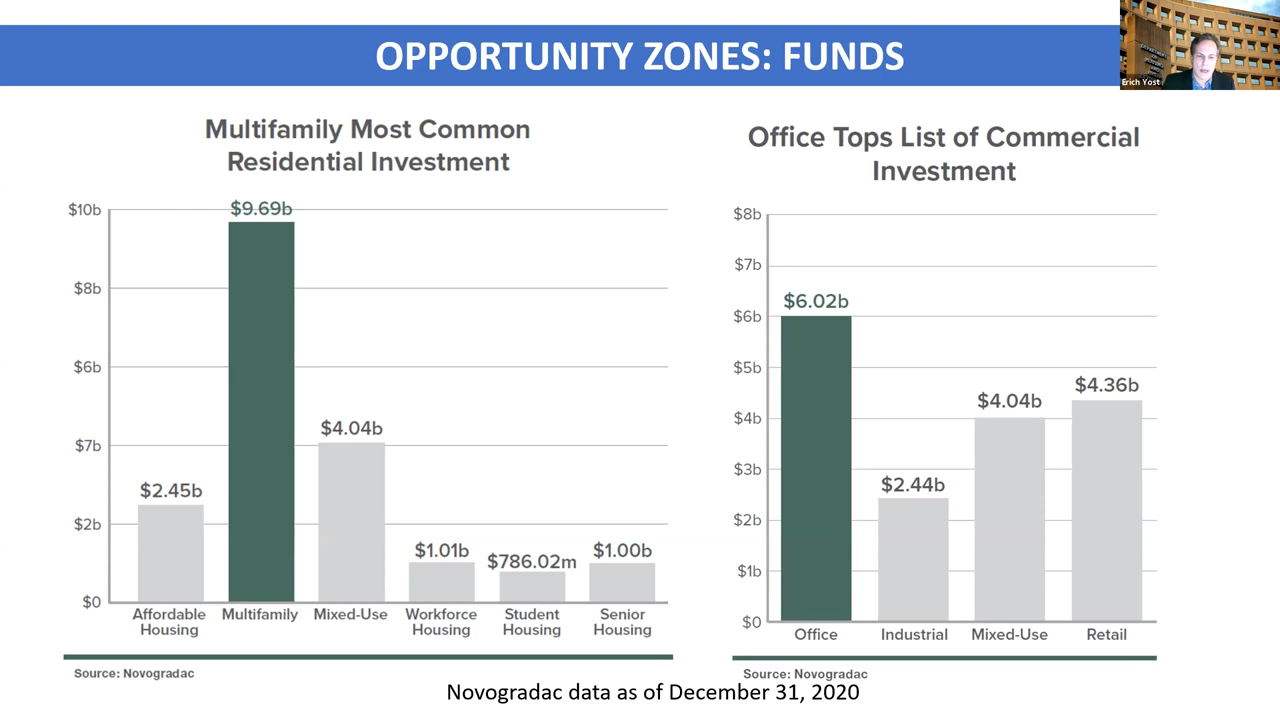 OPPORTUNITY ZONES: FUNDS
Erich Yost
Multifamily Most Common
Residential Investment
$10b
$8b
$6b
$7b
$2b
$0
$2.45b
$9.69b
$4.04b
$1.01b
$786.02m
$1.00b
Affordable Housing
Multifamily
Mixed-Use
Workforce Housing
Student Housing
Senior Housing
Source: Novogradac
Office Tops List of Commercial
Investment
$8b
$7b
$6b
$5b
$4b
$3b
$2b
$1b
$0
$6.02b
$2.44b
$4.04b
$4.36b
Office
Industrial
Mixed-Use
Retail
Source: Novogradac
Novogradac data as of December 31, 2020